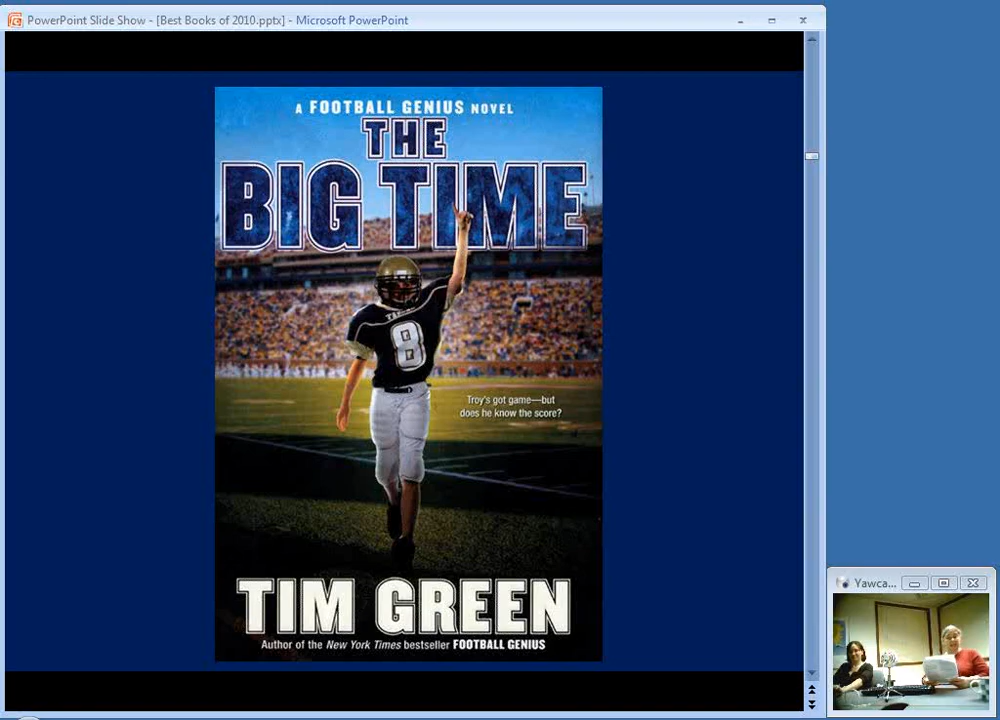 PowerPoint Slide Show - [Best Books of 2010.pptx] - Microsoft PowerPoint
A FOOTBALL GENIUS NOVEL
THE
BIG TIME
8
Troy's got game—but
does he know the score?
TIM GREEN
Author of the New York Times bestseller FOOTBALL GENIUS
Yawca...